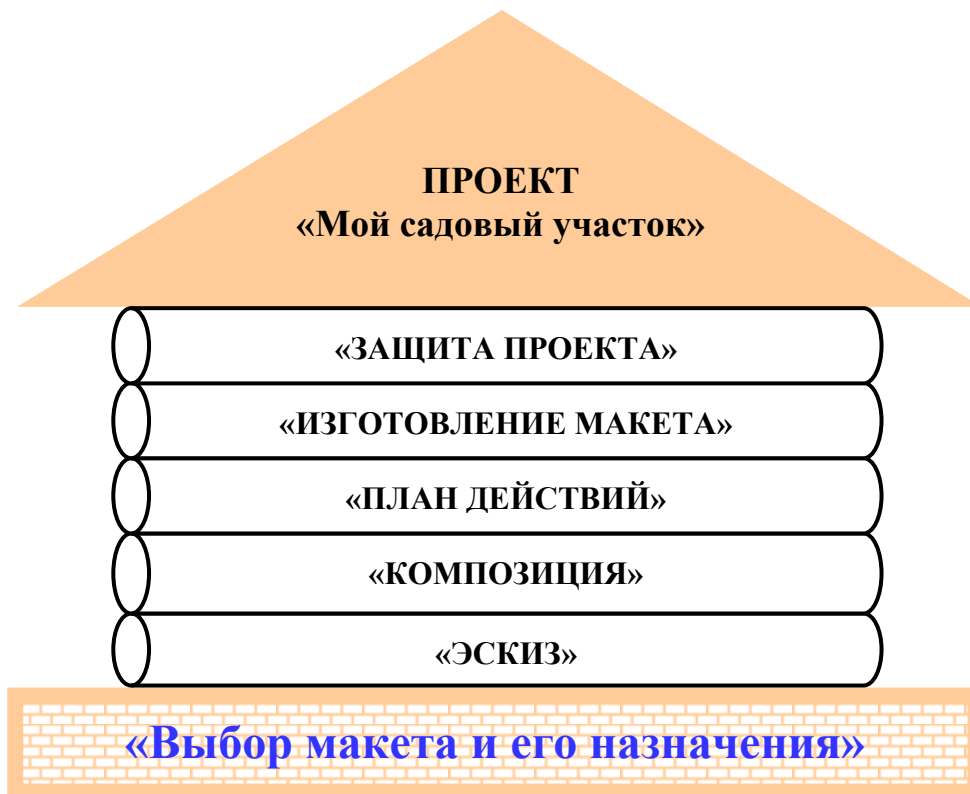 ПРОЕКТ
«Мой садовый участок»
«ЗАЩИТА ПРОЕКТА»
«ИЗГОТОВЛЕНИЕ МАКЕТА»
«ПЛАН ДЕЙСТВИЙ»
«КОМПОЗИЦИЯ»
«ЭСКИЗ»
«Выбор макета и его назначения»